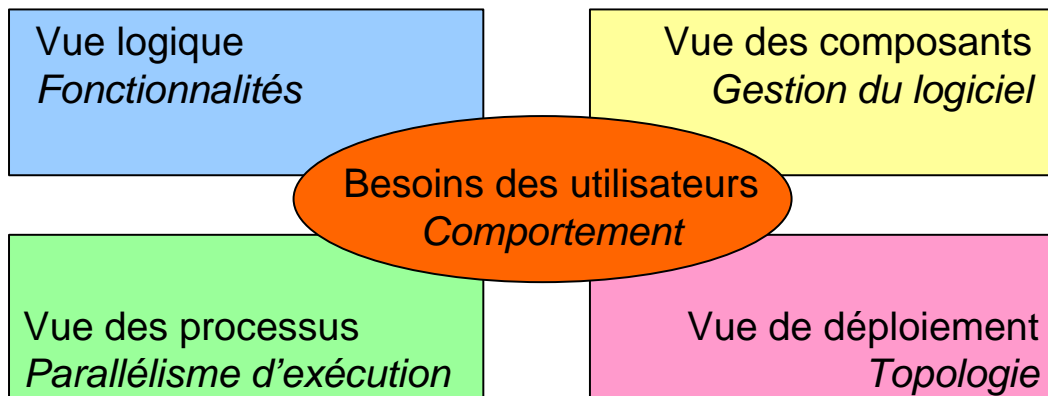 Vue logique
Fonctionnalités
Vue des composants
Gestion du logiciel
Besoins des utilisateurs
Comportement
Vue des processus
Parallélisme d’exécution
Vue de déploiement
Topologie